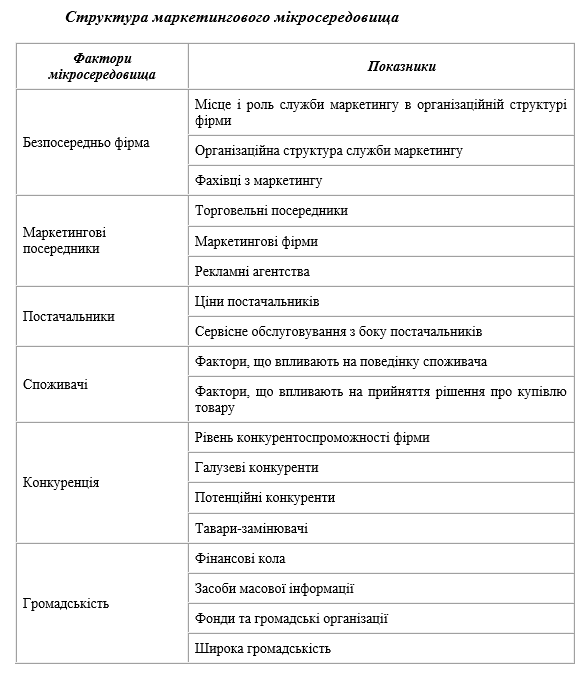 Структура маркетингового мікросередовища
Фактори
мікросередовища
Показники
Безпосередньо фірма
Місце і роль служби маркетингу в організаційній структурі
фірми
Організаційна структура служби маркетингу
Фахівці з маркетингу
Маркетингові
посередники
Торговельні посередники
Маркетингові фірми
Рекламні агентства
Постачальники
Ціни постачальників
Сервісне обслуговування з боку постачальників
Споживачі
Фактори, що впливають на поведінку споживача
Фактори, що впливають на прийняття рішення про купівлю
товару
Конкуренція
Рівень конкурентоспроможності фірми
Галузеві конкуренти
Потенційні конкуренти
Тавари-замінювачі
Громадськість
Фінансові кола
Засоби масової інформації
Фонди та громадські організації
Широка громадськість